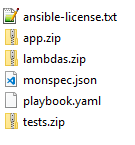 ansible-license.txt
app.zip
lambdas.zip
monspec.json
playbook.yaml
tests.zip